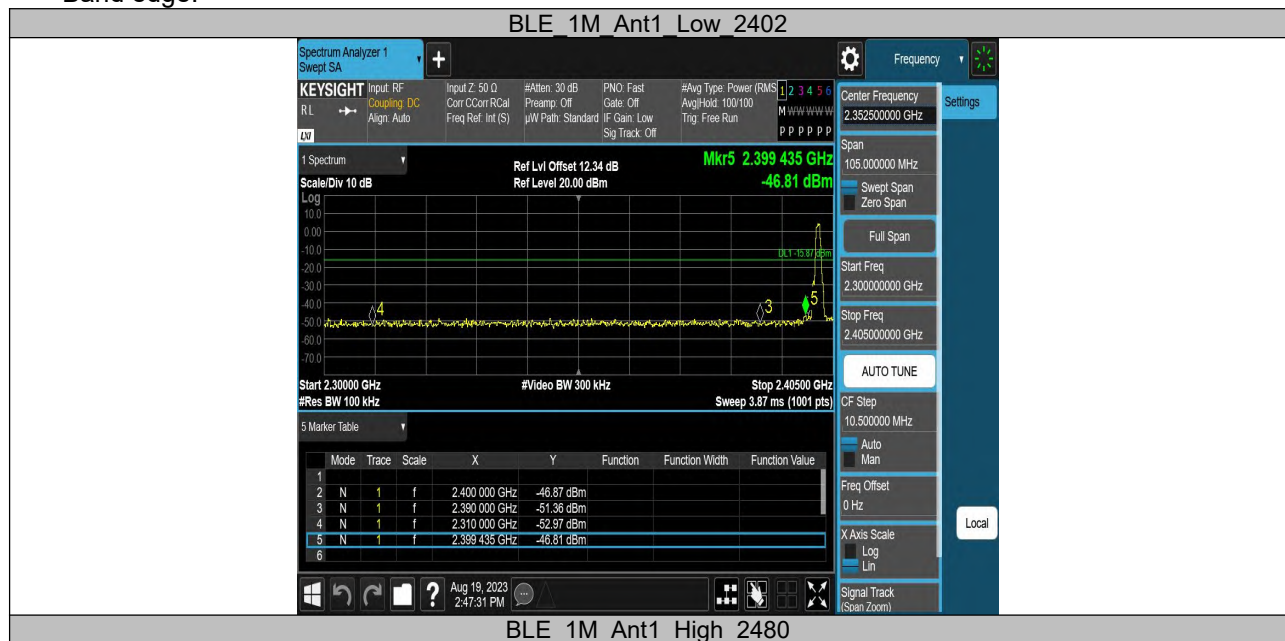 Band edge:
BLE_1M_Ant1_Low_2402
Spectrum Analyzer 1
Swept SA
+
Frequency
KEYSIGHT
RL
LXI
Input: RF
Coupling: DC
Align: Auto
Input Z: 50 Ω
Corr CCorr RCal
Freq Ref: Int (S)
#Atten: 30 dB
Preamp: Off
µW Path: Standard
PNO: Fast
Gate: Off
IF Gain: Low
Sig Track: Off
#Avg Type: Power (RMS
Avg|Hold: 100/100
Trig: Free Run
1 2 3 4 5 6
M W W W W W
P P P P P P
Center Frequency
2.352500000 GHz
Settings
Span
105.000000 MHz
Swept Span
Zero Span
Full Span
Start Freq
2.300000000 GHz
Stop Freq
2.405000000 GHz
AUTO TUNE
CF Step
10.500000 MHz
Auto
Man
Freq Offset
0 Hz
X Axis Scale
Log
Lin
Signal Track
(Span Zoom)
Local
1 Spectrum
Scale/Div 10 dB
Log
Ref Lvl Offset 12.34 dB
Ref Level 20.00 dBm
Mkr5 2.399 435 GHz
-46.81 dBm
10.0
0.00
-10.0
-20.0
-30.0
-40.0
-50.0
-60.0
-70.0
DL1 -15.87 dBm
4
3
5
Start 2.30000 GHz
#Res BW 100 kHz
#Video BW 300 kHz
Stop 2.40500 GHz
Sweep 3.87 ms (1001 pts)
5 Marker Table
Mode Trace Scale X Y Function Function Width Function Value
1
2 N 1 f 2.400 000 GHz -46.87 dBm
3 N 1 f 2.390 000 GHz -51.36 dBm
4 N 1 f 2.310 000 GHz -52.97 dBm
5 N 1 f 2.399 435 GHz -46.81 dBm
6
?
Aug 19, 2023
2:47:31 PM
BLE_1M_Ant1_High_2480